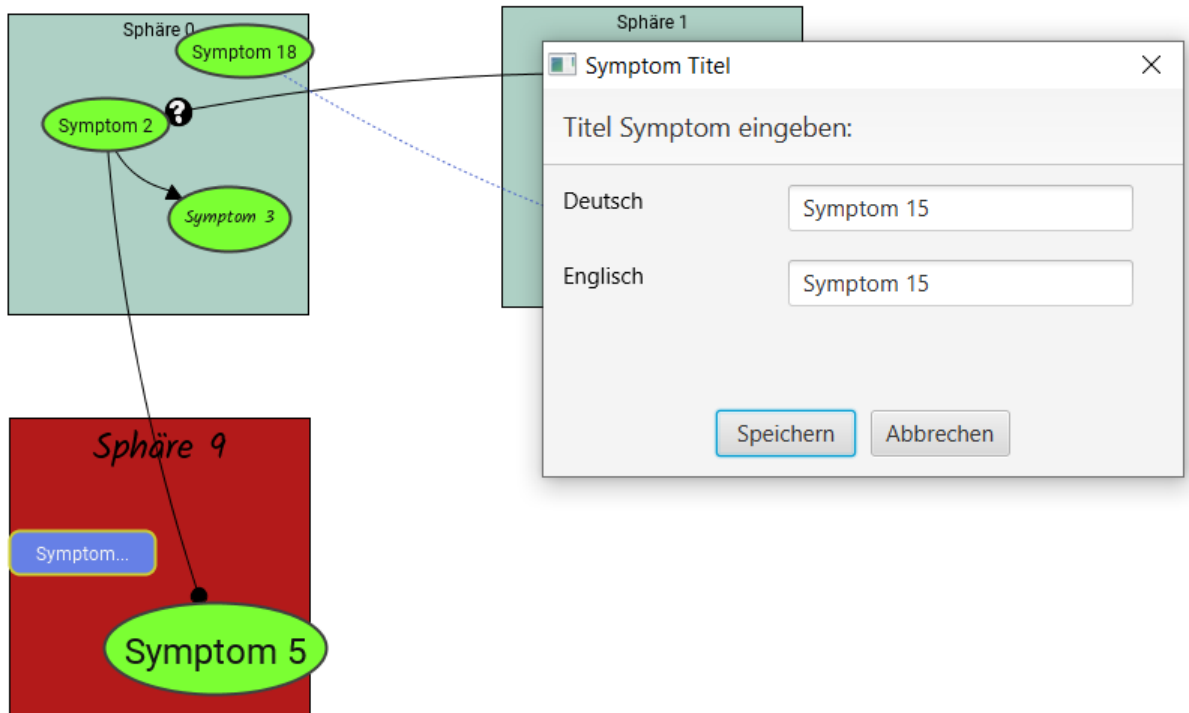 Sphäre 0
Symptom 18
Symptom 2
?
Symptom 3
Sphäre 1
Symptom Titel
Titel Symptom eingeben:
Deutsch
Symptom 15
Englisch
Symptom 15
Speichern
Abbrechen
Sphäre 9
Symptom...
Symptom 5